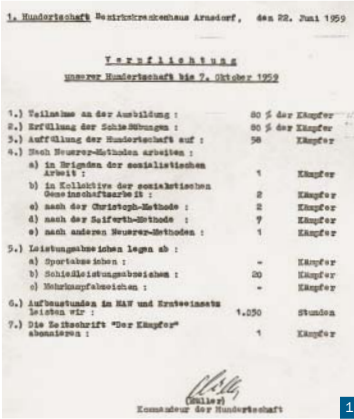 1. Hundertschaft Bezirkskrankenhaus Arnsdorf, den 22. Juni 1959
Verpflichtung
unserer Hundertschaft bis 7. Oktober 1959
1.) Teilnahme an der Ausbildung : 80 % der Kämpfer
2.) Erfüllung der Schießübungen : 80 % der Kämpfer
3.) Auffüllung der Hundertschaft auf : 58 Kämpfer
4.) Nach Neuerer-Methoden arbeiten :
a) in Brigaden der sozialistischen
Arbeit : 1 Kämpfer
b) in Kollektive der sozialistischen
Gemeinschaftsarbeit : 2 Kämpfer
c) nach der Christoph-Methode : 2 Kämpfer
d) nach der Seiferth-Methode : 7 Kämpfer
e) nach anderen Neuerer-Methoden : 1 Kämpfer
5.) Leistungsabzeichen legen ab :
a) Sportabzeichen : - Kämpfer
b) Schießleistungsabzeichen : 20 Kämpfer
c) Mehrkampfabzeichen : - Kämpfer
6.) Aufbaustunden im NAW und Ernteeinsatz
leisten wir : 1.050 Stunden
7.) Die Zeitschrift "Der Kämpfer"
abonnieren : 1 Kämpfer
(Müller)
Kommandeur der Hundertschaft
1